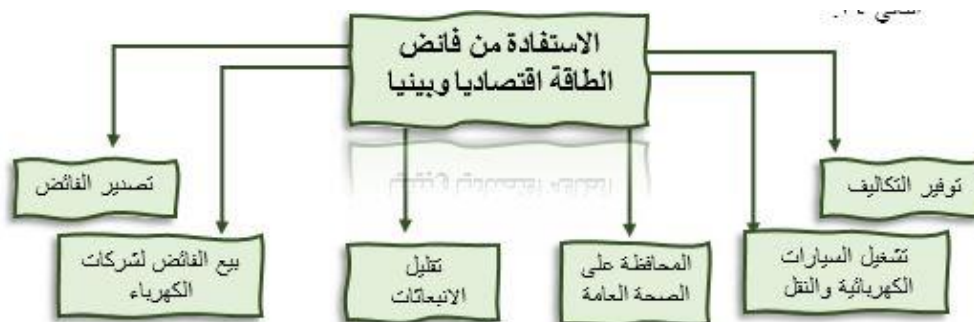 الاستفادة من فائض
الطاقة اقتصاديا وبيئيا
توفير التكاليف
تشغيل السيارات
الكهربائية والنقل
المحافظة على
الصحة العامة
تقليل
الانبعاثات
بيع الفائض لشركات
الكهرباء
تصدير الفائض